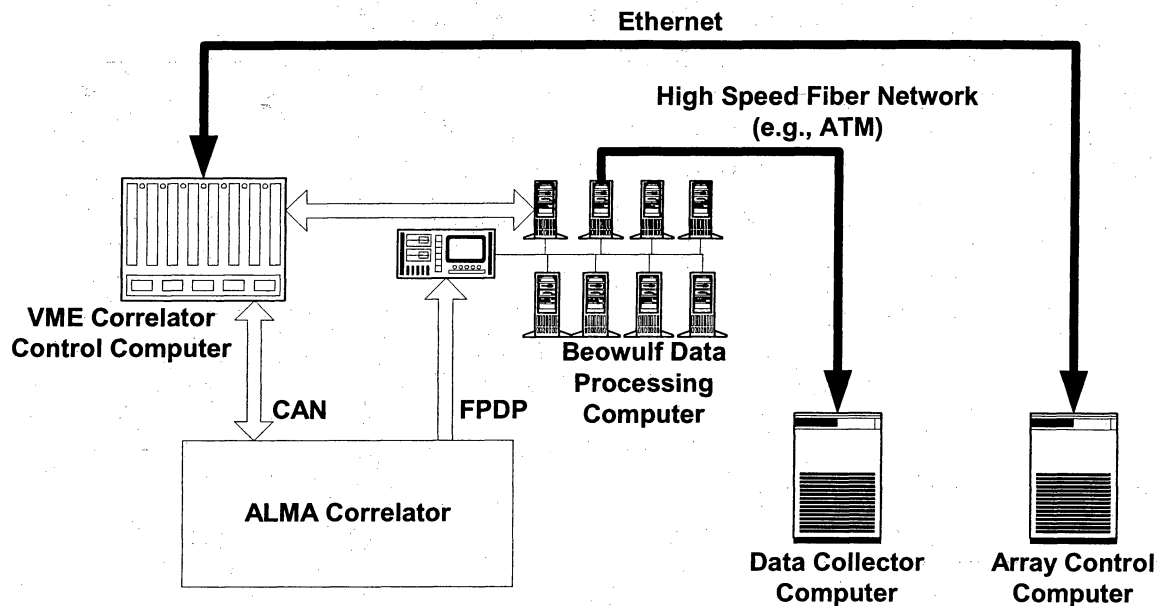 Ethernet
High Speed Fiber Network
(e.g., ATM)
VME Correlator
Control Computer
Beowulf Data
Processing
Computer
CAN
FPDP
ALMA Correlator
Data Collector
Computer
Array Control
Computer